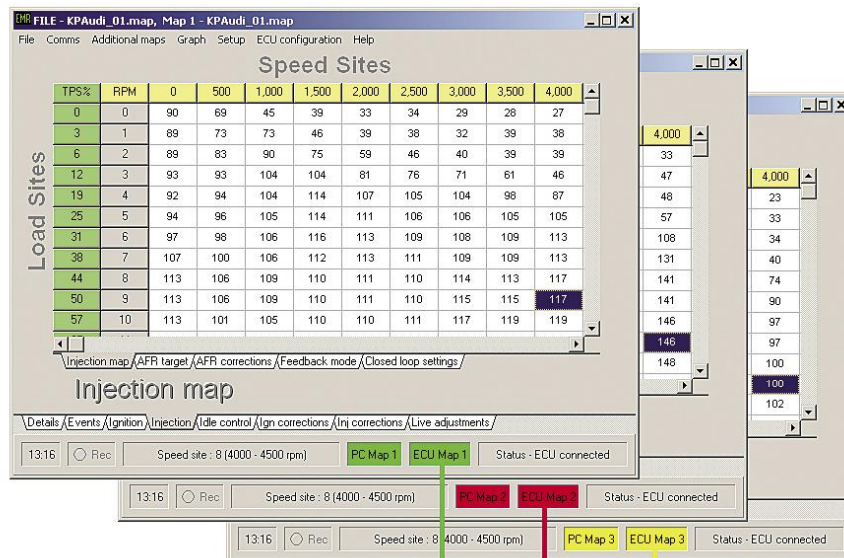 EMR FILE - KPAudi_01.map, Map 1 - KPAudi_01.map
File Comms Additional maps Graph Setup ECU configuration Help
Speed Sites
Load Sites
TPS% RPM 0 500 1,000 1,500 2,000 2,500 3,000 3,500 4,000
0 0 90 69 45 39 33 34 29 28 27
3 1 89 73 73 46 39 38 32 39 38
6 2 89 83 90 75 59 46 40 39 39
12 3 93 93 104 104 81 76 71 61 46
19 4 92 94 104 114 107 105 104 98 87
25 5 94 96 105 114 111 106 106 105 105
31 6 97 98 106 116 113 109 108 109 113
38 7 107 100 106 112 113 111 109 109 113
44 8 113 106 109 110 111 110 114 113 117
50 9 113 106 109 110 111 110 115 115 117
57 10 113 101 105 110 110 111 117 119 119
Injection map AFR target AFR corrections Feedback mode Closed loop settings
Injection map
Details Events Ignition Injection Idle control Ign corrections Inj corrections Live adjustments
13:16 Rec Speed site : 8 (4000 - 4500 rpm) PC Map 1 ECU Map 1 Status - ECU connected
4,000
33
47
48
57
108
131
141
141
146
146
148
13:16 Rec Speed site : 8 (4000 - 4500 rpm) PC Map 2 ECU Map 2 Status - ECU connected
4,000
23
33
34
40
74
90
97
97
100
100
102
13:16 Rec Speed site : 8 (4000 - 4500 rpm) PC Map 3 ECU Map 3 Status - ECU connected